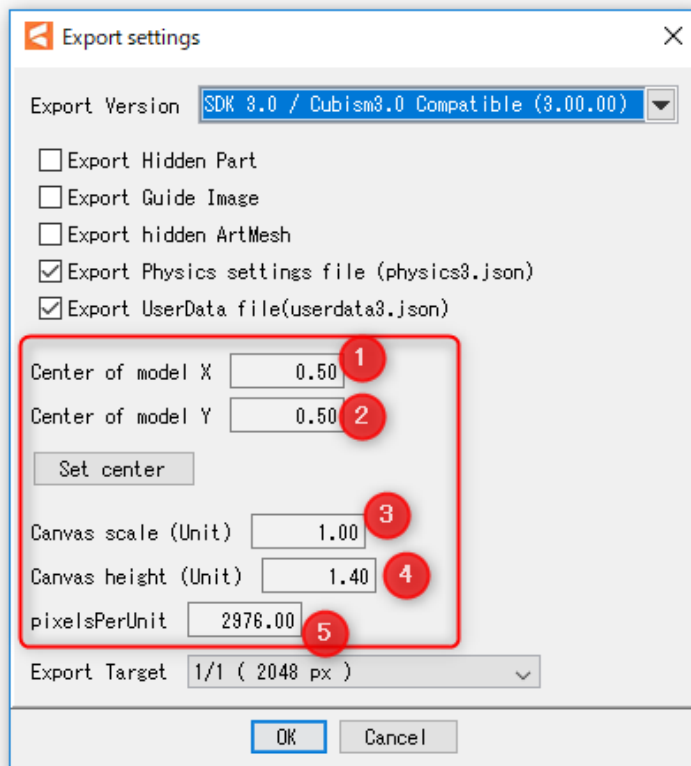 Export settings
Export Version SDK 3.0 / Cubism3.0 Compatible (3.00.00)
Export Hidden Part
Export Guide Image
Export hidden ArtMesh
Export Physics settings file (physics3.json)
Export UserData file(userdata3.json)
Center of model X 0.50 1
Center of model Y 0.50 2
Set center
Canvas scale (Unit) 1.00 3
Canvas height (Unit) 1.40 4
pixelsPerUnit 2976.00 5
Export Target 1/1 ( 2048 px )
OK Cancel